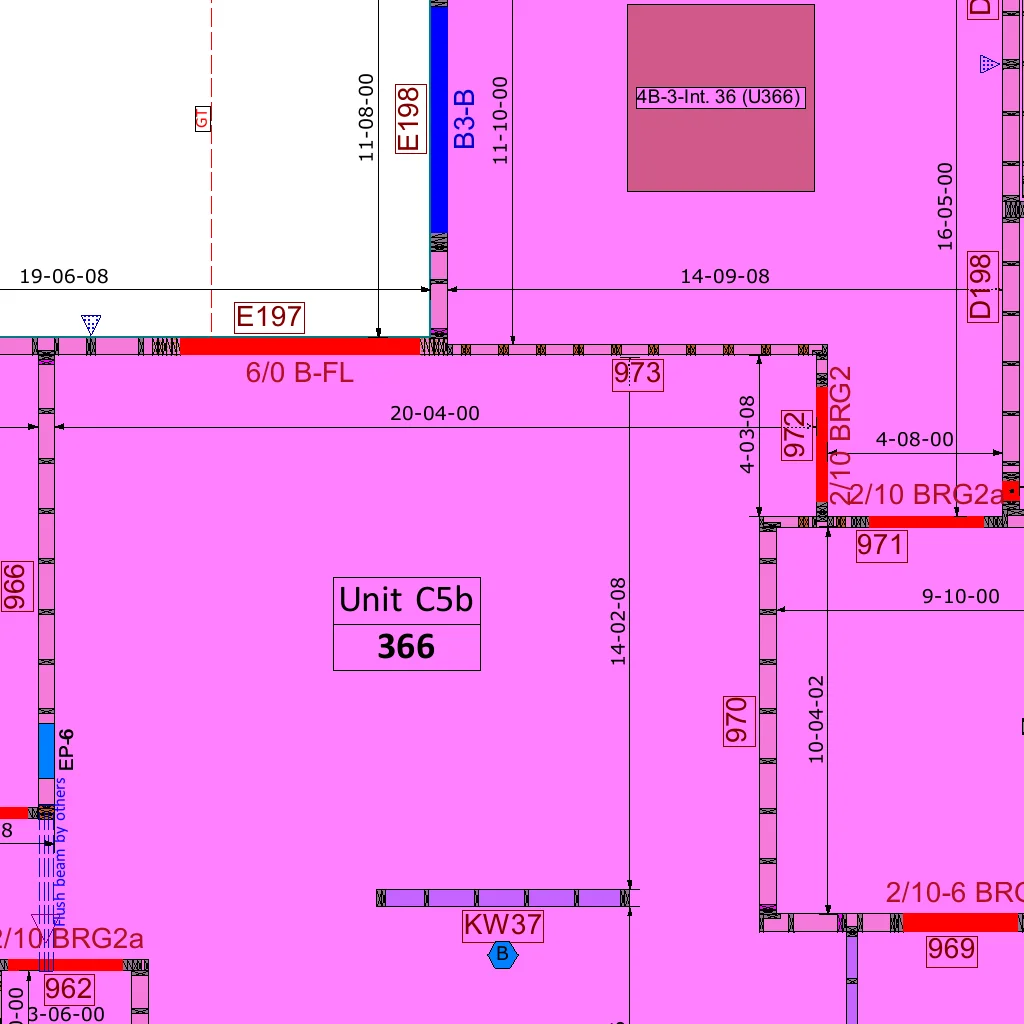 D
11-08-00
E198
B3-B
11-10-00
4B-3-Int. 36 (U366)
GT
16-05-00
19-06-08
14-09-08
D198
E197
6/0 B-FL
973
20-04-00
4-03-08
972
2/10 BRG2
4-08-00
2/10 BRG2a
971
966
Unit C5b
366
14-02-08
9-10-00
970
10-04-02
EP-6
Flush beam by others
8
2/10-6 BRG
KW37
B
2/10 BRG2a
969
962
0-00
3-06-00